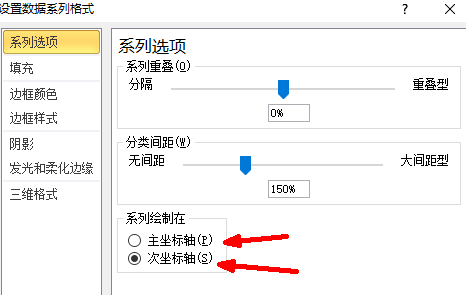 设置数据系列格式
?
系列选项
填充
边框颜色
边框样式
阴影
发光和柔化边缘
三维格式
系列选项
系列重叠(O)
分隔 重叠型
0%
分类间距(W)
无间距 大间距型
150%
系列绘制在
主坐标轴(P)
次坐标轴(S)